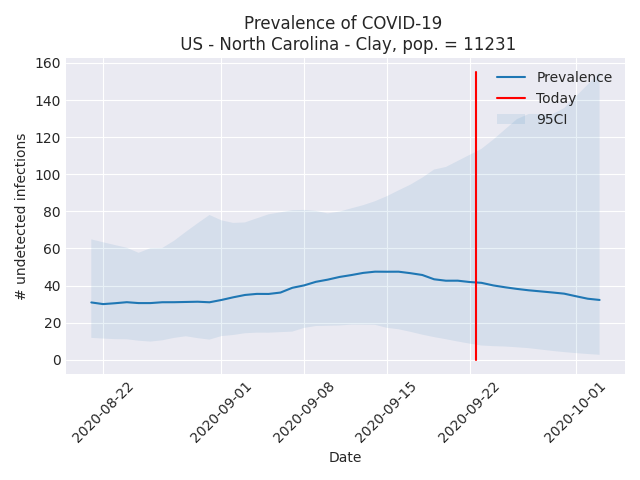 Prevalence of COVID-19
US - North Carolina - Clay, pop. = 11231
# undetected infections
160
140
120
100
80
60
40
20
0
Prevalence
Today
95CI
2020-08-22
2020-09-01
2020-09-08
2020-09-15
2020-09-22
2020-10-01
Date